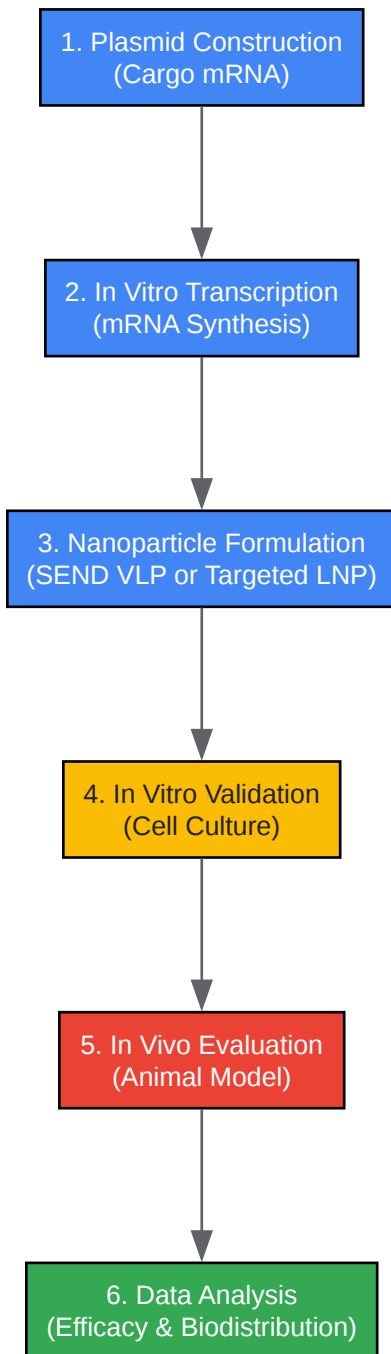 1. Plasmid Construction
(Cargo mRNA)
2. In Vitro Transcription
(mRNA Synthesis)
3. Nanoparticle Formulation
(SEND VLP or Targeted LNP)
4. In Vitro Validation
(Cell Culture)
5. In Vivo Evaluation
(Animal Model)
6. Data Analysis
(Efficacy & Biodistribution)